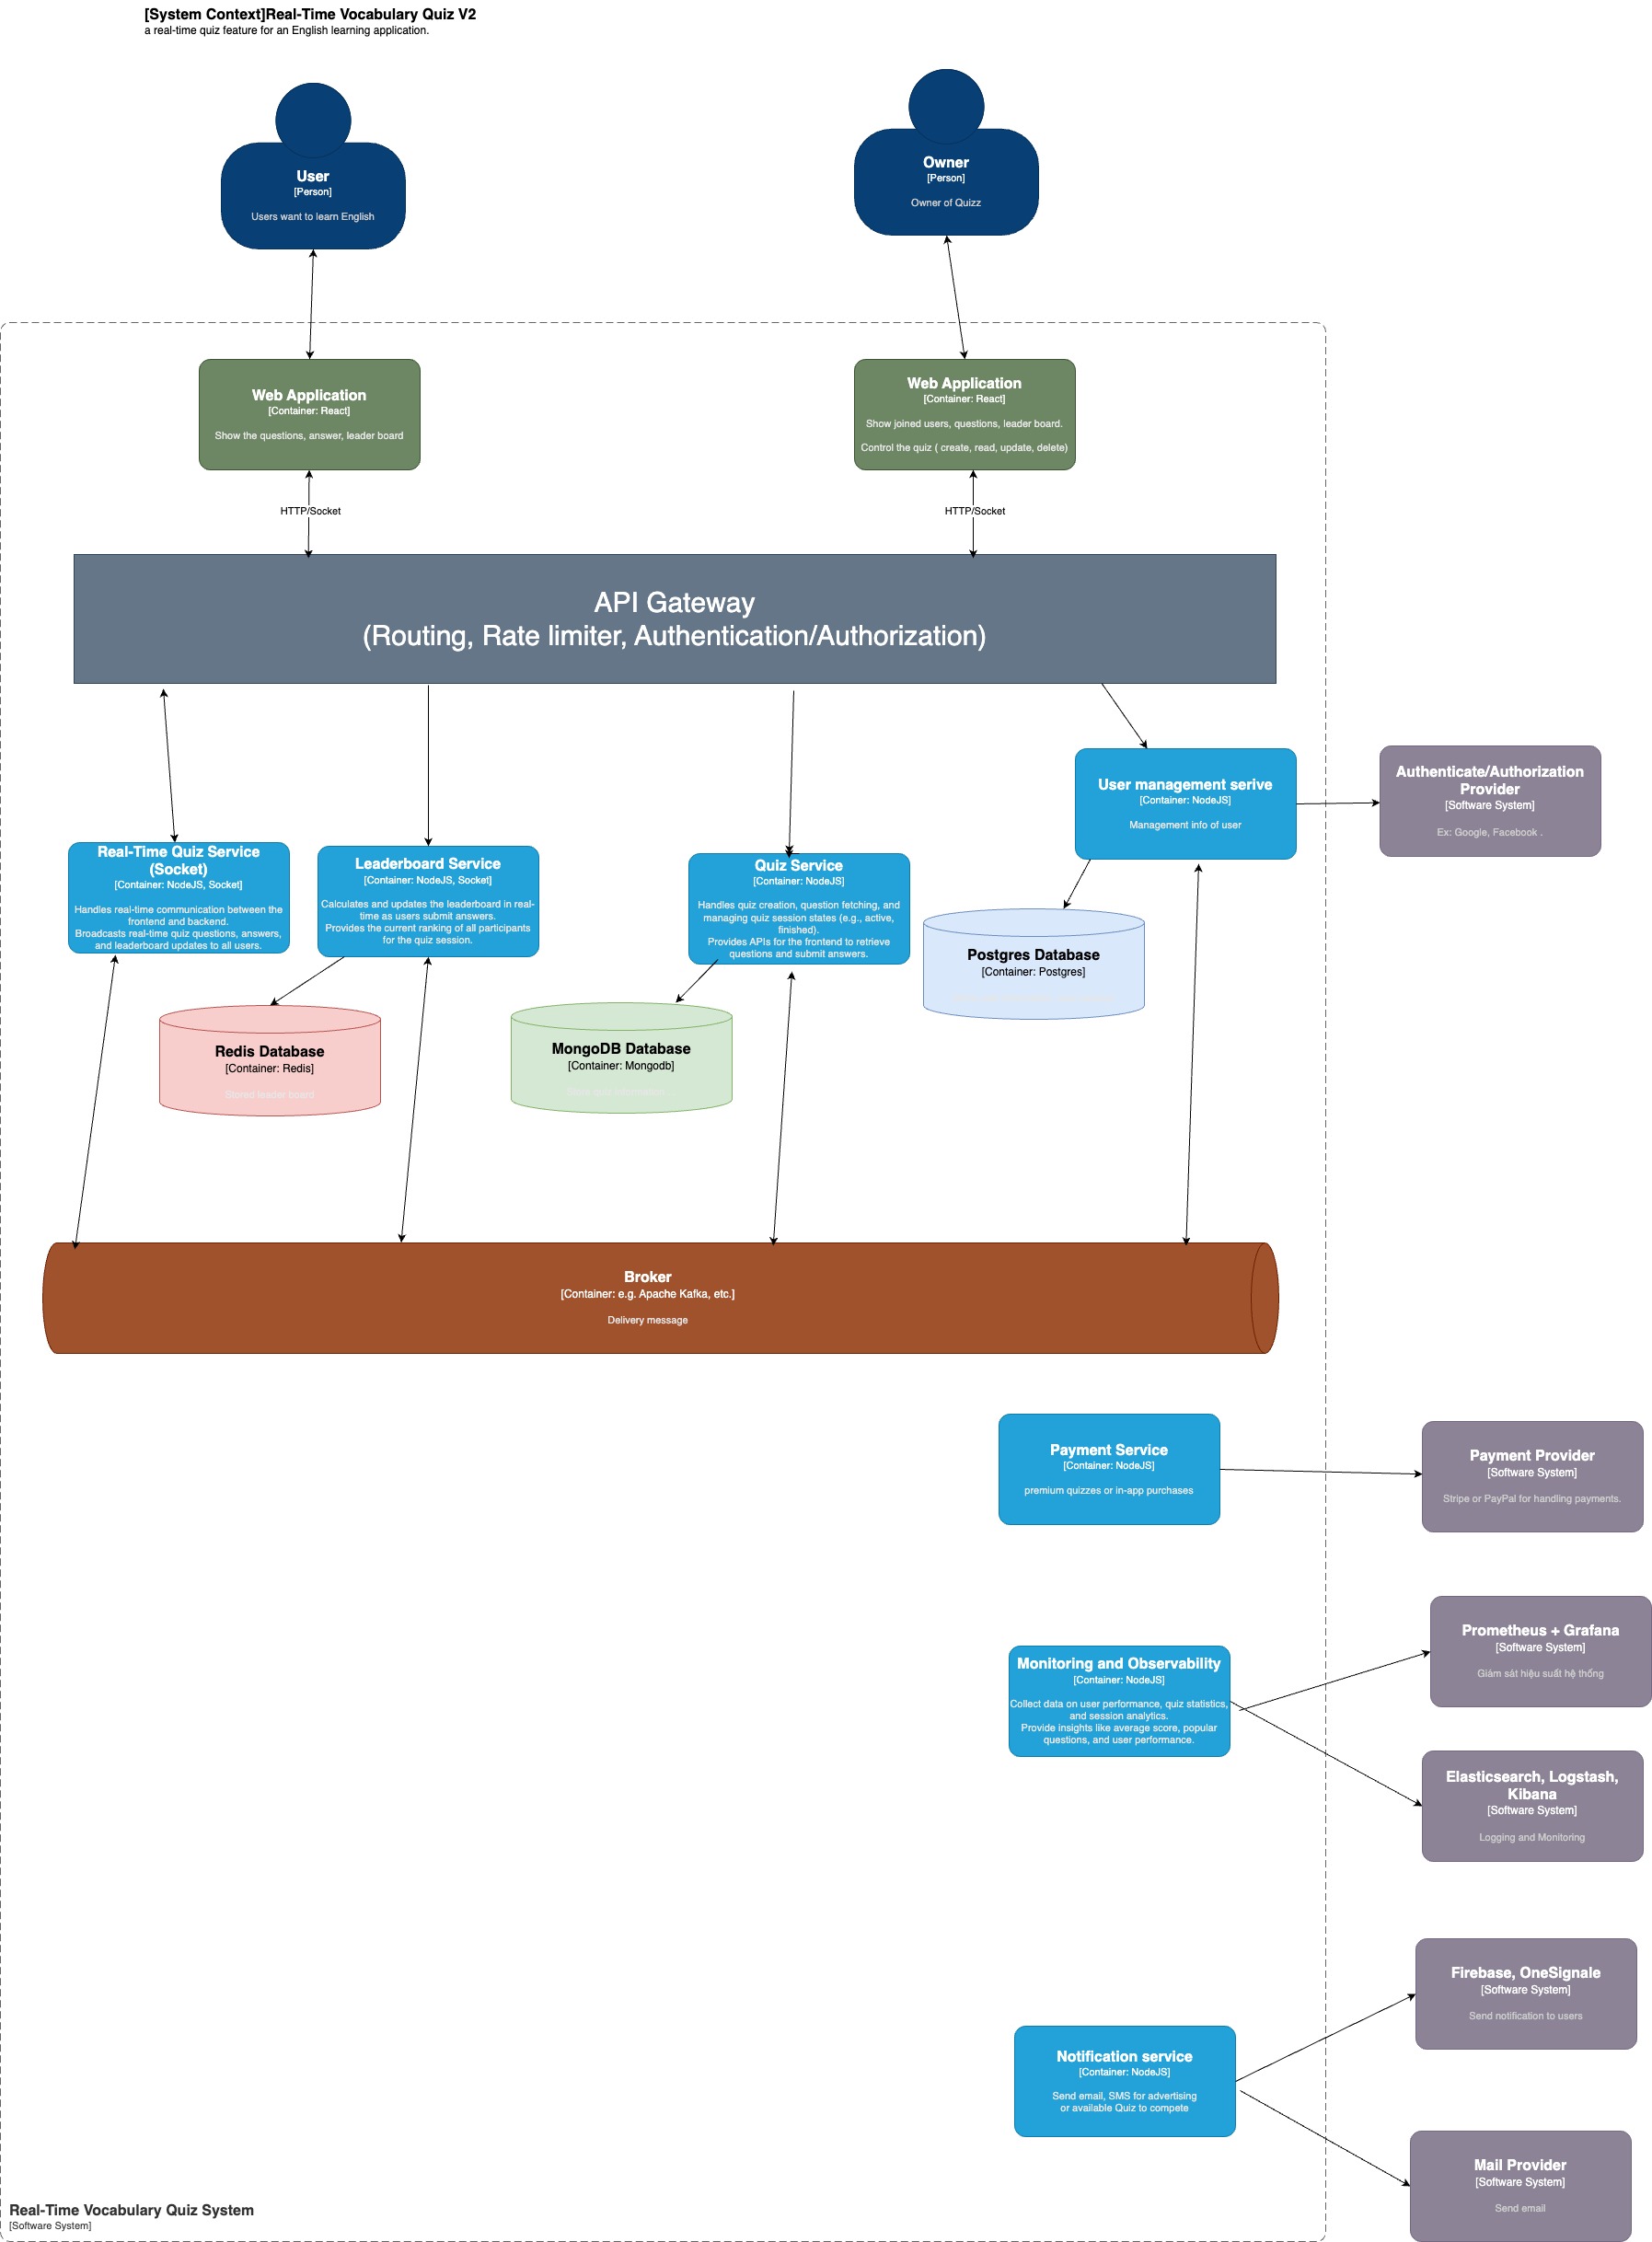 [System Context]Real-Time Vocabulary Quiz V2
a real-time quiz feature for an English learning application.
User
[Person]
Users want to learn English
Owner
[Person]
Owner of Quizz
Web Application
[Container: React]
Show the questions, answer, leader board
Web Application
[Container: React]
Show joined users, questions, leader board.
Control the quiz ( create, read, update, delete)
HTTP/Socket
HTTP/Socket
API Gateway
(Routing, Rate limiter, Authentication/Authorization)
User management serive
[Container: NodeJS]
Management info of user
Authenticate/Authorization
Provider
[Software System]
Ex: Google, Facebook .
Real-Time Quiz Service
(Socket)
[Container: NodeJS, Socket]
Handles real-time communication between the
frontend and backend.
Broadcasts real-time quiz questions, answers,
and leaderboard updates to all users.
Leaderboard Service
[Container: NodeJS, Socket]
Calculates and updates the leaderboard in real-
time as users submit answers.
Provides the current ranking of all participants
for the quiz session.
Quiz Service
[Container: NodeJS]
Handles quiz creation, question fetching, and
managing quiz session states (e.g., active,
finished).
Provides APIs for the frontend to retrieve
questions and submit answers.
Postgres Database
[Container: Postgres]
Redis Database
[Container: Redis]
Stored leader board
MongoDB Database
[Container: Mongodb]
Broker
[Container: e.g. Apache Kafka, etc.]
Delivery message
Payment Service
[Container: NodeJS]
premium quizzes or in-app purchases
Payment Provider
[Software System]
Stripe or PayPal for handling payments.
Prometheus + Grafana
[Software System]
Giám sát hiệu suất hệ thống
Monitoring and Observability
[Container: NodeJS]
Collect data on user performance, quiz statistics,
and session analytics.
Provide insights like average score, popular
questions, and user performance.
Elasticsearch, Logstash,
Kibana
[Software System]
Logging and Monitoring
Firebase, OneSignale
[Software System]
Send notification to users
Notification service
[Container: NodeJS]
Send email, SMS for advertising
or available Quiz to compete
Mail Provider
[Software System]
Send email
Real-Time Vocabulary Quiz System
[Software System]